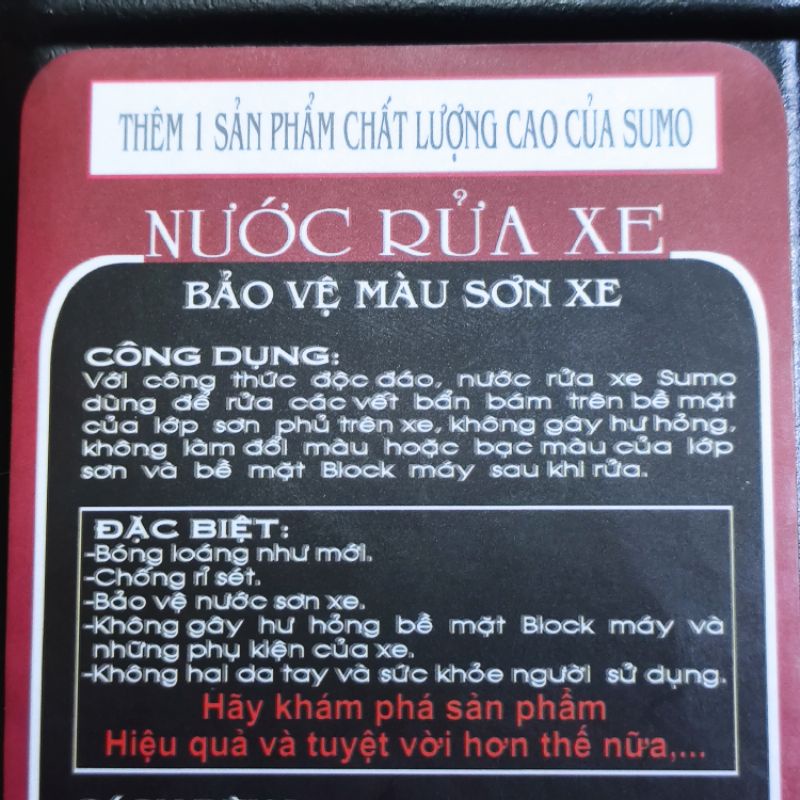 THÊM 1 SẢN PHẨM CHẤT LƯỢNG CAO CỦA SUMO
NƯỚC RỬA XE
BẢO VỆ MÀU SƠN XE
CÔNG DỤNG:
Với công thức độc đáo, nước rửa xe Sumo
dùng để rửa các vết bẩn bám trên bề mặt
của lớp sơn phủ trên xe, không gây hư hỏng,
không làm đổi màu hoặc bạc màu của lớp
sơn và bề mặt Block máy sau khi rửa.
ĐẶC BIỆT:
-Bóng loáng như mới.
-Chống rỉ sét.
-Bảo vệ nước sơn xe.
-Không gây hư hỏng bề mặt Block máy và
những phụ kiện của xe.
-Không hại da tay và sức khỏe người sử dụng.
Hãy khám phá sản phẩm
Hiệu quả và tuyệt vời hơn thế nữa,...